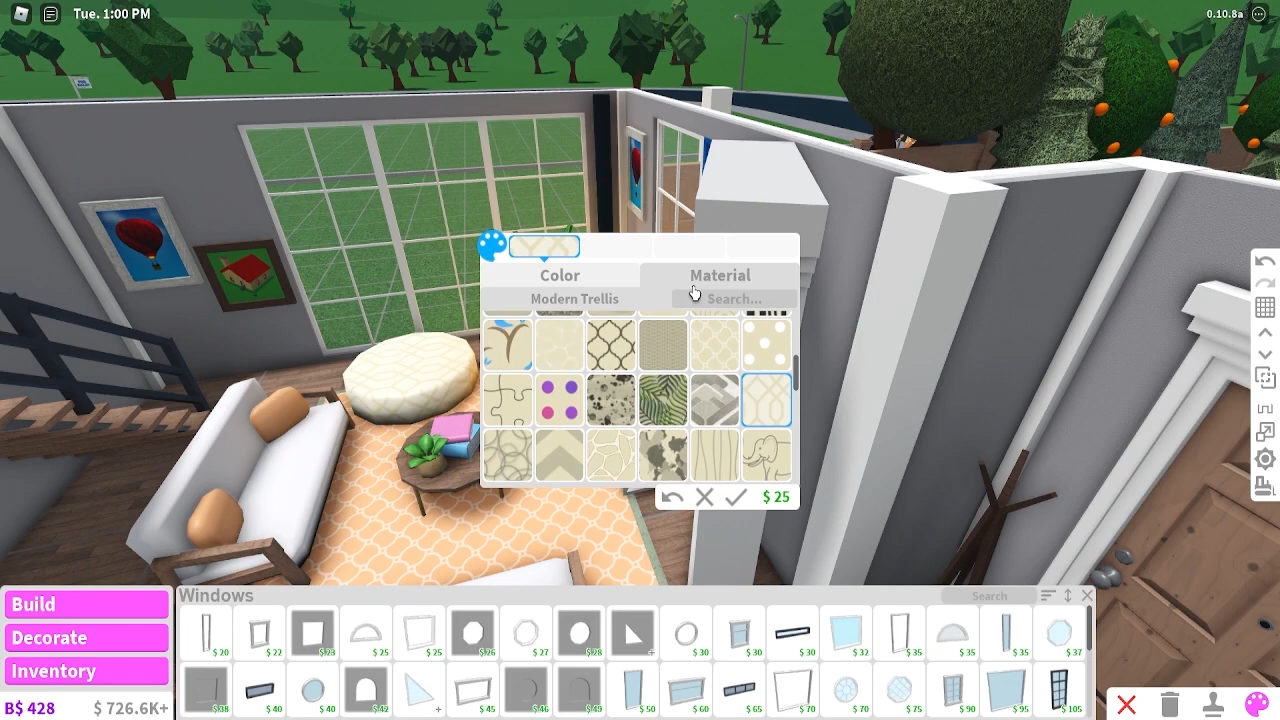 Tue. 1:00 PM
0.10.8a
Color
Material
Modern Trellis
Search...
$ 25
Build
Decorate
Inventory
B$ 428
$ 726.6K+
Windows
Search
$ 20
$ 22
$ 23
$ 25
$ 25
$ 26
$ 27
$ 28
+
$ 30
$ 30
$ 30
$ 32
$ 35
$ 35
$ 35
$ 37
$ 38
$ 40
$ 40
$ 42
+
$ 45
$ 46
$ 49
$ 50
$ 60
$ 65
$ 70
$ 70
$ 75
$ 90
$ 95
$ 105